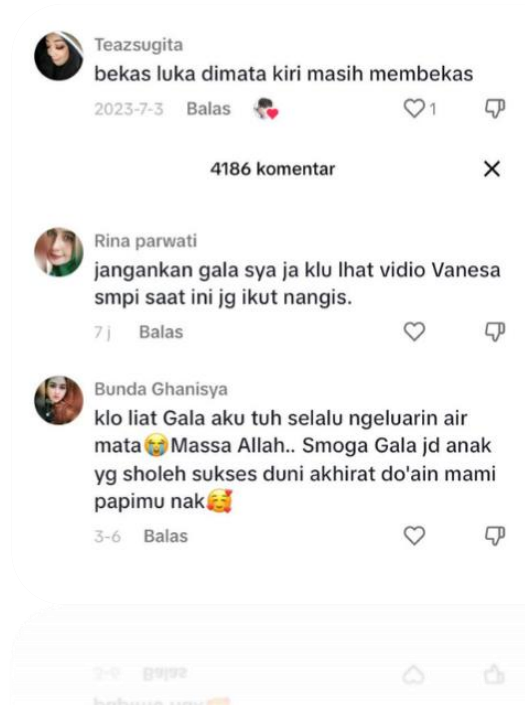 Teazsugita
bekas luka dimata kiri masih membekas
2023-7-3 Balas 1
4186 komentar
Rina parwati
jangankan gala sya ja klu lhat vidio Vanesa
smpi saat ini jg ikut nangis.
7 j Balas
Bunda Ghanisya
klo liat Gala aku tuh selalu ngeluarin air
mata😭Massa Allah.. Smoga Gala jd anak
yg sholeh sukses duni akhirat do'ain mami
papimu nak🥰
3-6 Balas